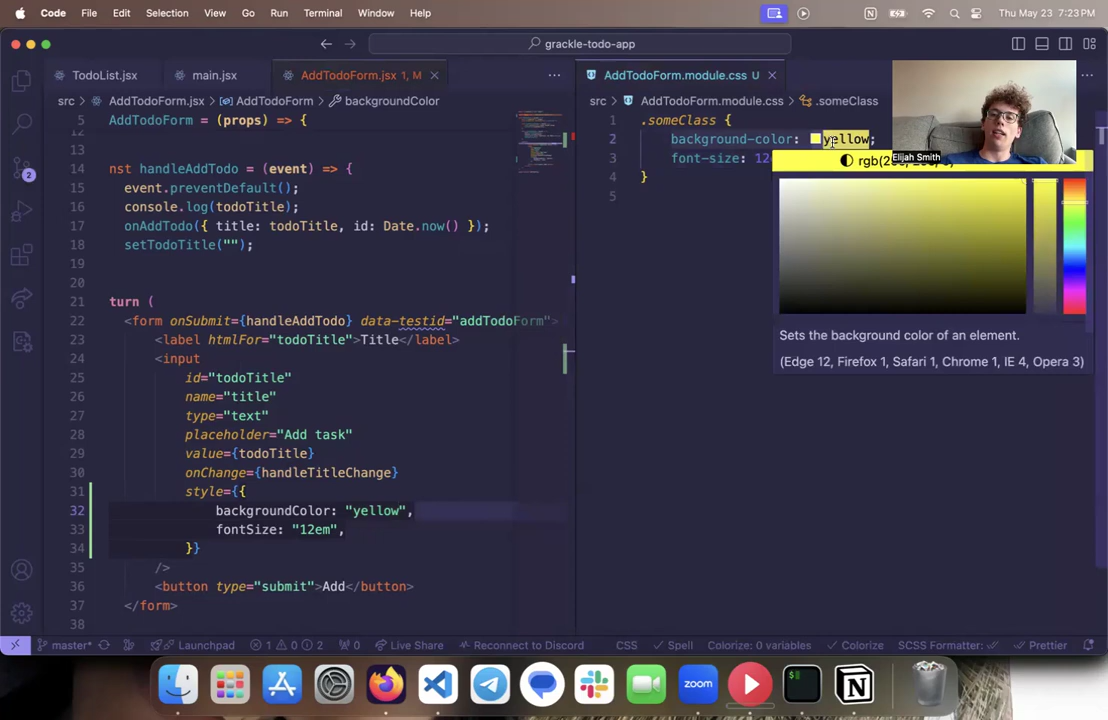 Code File Edit Selection View Go Run Terminal Window Help Thu May 23 7:23 PM
grackle-todo-app
TodoList.jsx main.jsx AddTodoForm.jsx 1, M
src AddTodoForm.jsx AddTodoForm backgroundColor
5 AddTodoForm = (props) => {
12
13
14 nst handleAddTodo = (event) => {
15 event.preventDefault();
16 console.log(todoTitle);
17 onAddTodo({ title: todoTitle, id: Date.now() });
18 setTodoTitle("");
19
20
21 turn (
22 <form onSubmit={handleAddTodo} data-testid="addTodoForm">
23 <label htmlFor="todoTitle">Title</label>
24 <input
25 id="todoTitle"
26 name="title"
27 type="text"
28 placeholder="Add task"
29 value={todoTitle}
30 onChange={handleTitleChange}
31 style={{
32 backgroundColor: "yellow",
33 fontSize: "12em",
34 }}
35 />
36 <button type="submit">Add</button>
37 </form>
38
AddTodoForm.module.css U
src AddTodoForm.module.css .someClass
1 .someClass {
2 background-color: yellow;
3 font-size: 12
4 }
5
Elijah Smith
Sets the background color of an element.
(Edge 12, Firefox 1, Safari 1, Chrome 1, IE 4, Opera 3)
2
master* Launchpad 1 0 2 0 Live Share Reconnect to Discord CSS Spell Colorize: 0 variables Colorize SCSS Formatter: Prettier
zoom